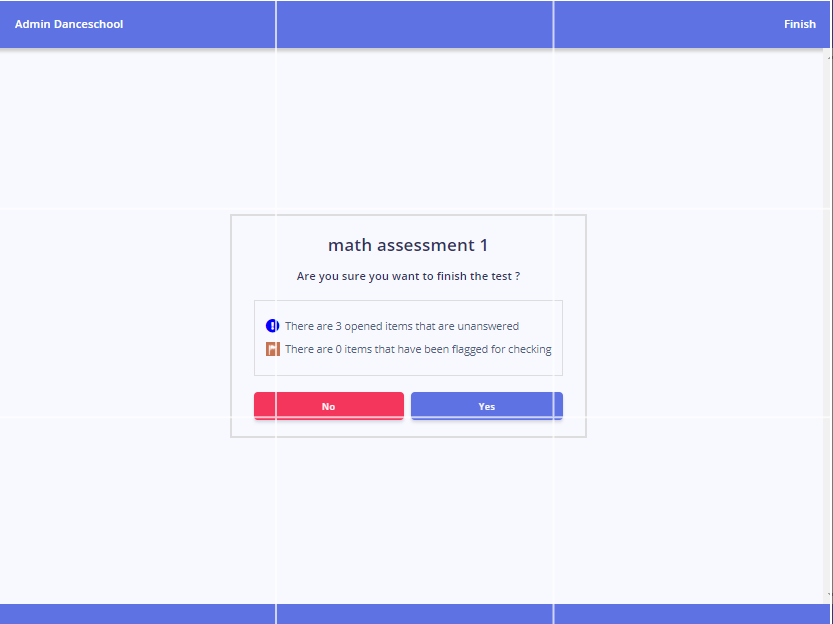 Admin Danceschool
Finish
math assessment 1
Are you sure you want to finish the test ?
There are 3 opened items that are unanswered
There are 0 items that have been flagged for checking
No
Yes